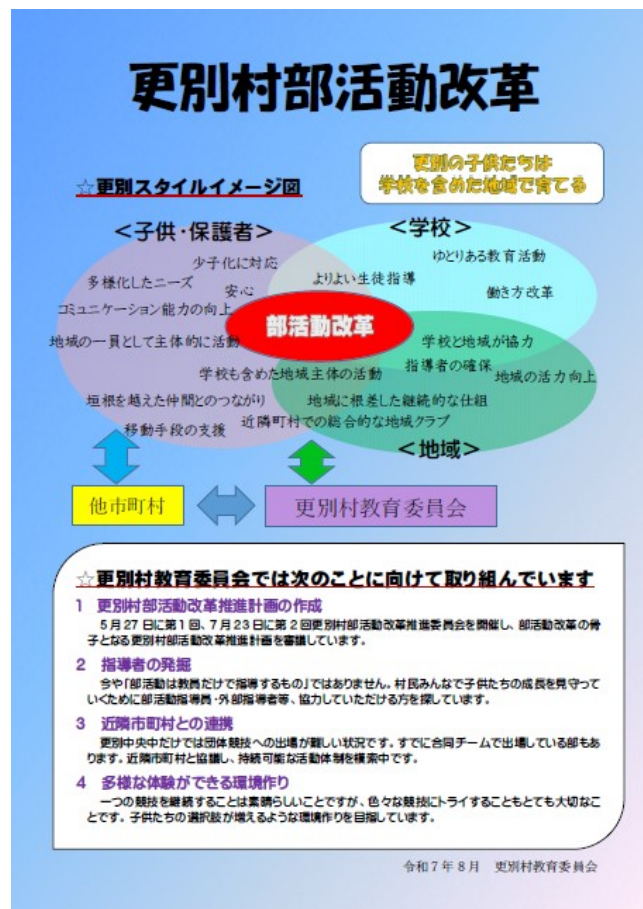 更別村部活動改革
更別の子供たちは
学校を含めた地域で育てる
☆更別スタイルイメージ図
＜子供・保護者＞
＜学校＞
少子化に対応
ゆとりある教育活動
多様化したニーズ
よりよい生徒指導
安心
働き方改革
コミュニケーション能力の向上
部活動改革
地域の一員として主体的に活動
学校と地域が協力
指導者の確保
学校も含めた地域主体の活動
地域の活力向上
垣根を越えた仲間とのつながり
地域に根差した継続的な仕組
近隣町村での総合的な地域クラブ
移動手段の支援
＜地域＞
他市町村
更別村教育委員会
☆更別村教育委員会では次のことに向けて取り組んでいます
1 更別村部活動改革推進計画の作成
５月27日に第１回、７月23日に第２回更別村部活動改革推進委員会を開催し、部活動改革の骨
子となる更別村部活動改革推進計画を審議しています。
2 指導者の発掘
今や「部活動は教員だけで指導するもの」ではありません。村民みんなで子供たちの成長を見守って
いくために部活動指導員・外部指導者等、協力していただける方を探しています。
3 近隣市町村との連携
更別中央中だけでは団体競技への出場が難しい状況です。すでに合同チームで出場している部もあ
ります。近隣市町村と協議し、持続可能な活動体制を模索中です。
4 多様な体験ができる環境作り
一つの競技を継続することは素晴らしいことですが、色々な競技にトライすることもとても大切なこ
とです。子供たちの選択肢が増えるような環境作りを目指しています。
令和７年８月　更別村教育委員会